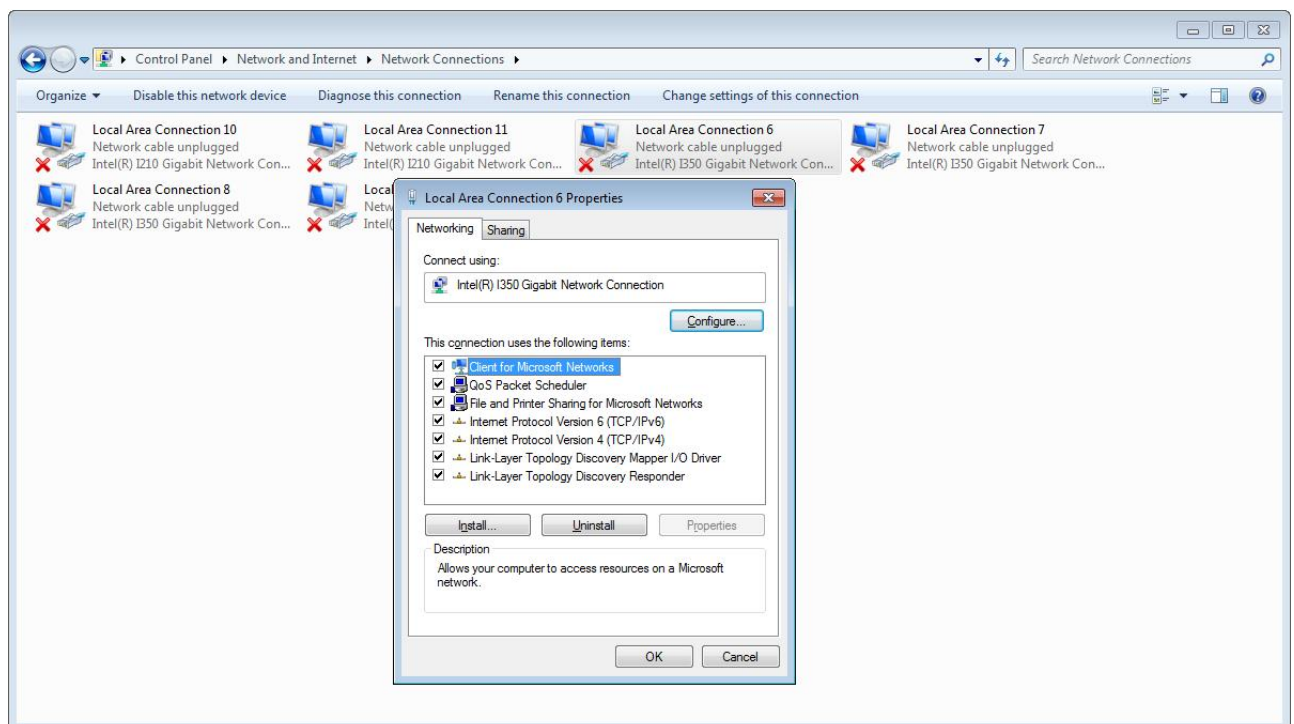 Control Panel ▸ Network and Internet ▸ Network Connections ▸
Search Network Connections
Organize ▾ Disable this network device Diagnose this connection Rename this connection Change settings of this connection
Local Area Connection 10
Network cable unplugged
Intel(R) I210 Gigabit Network Con...
Local Area Connection 11
Network cable unplugged
Intel(R) I210 Gigabit Network Con...
Local Area Connection 6
Network cable unplugged
Intel(R) I350 Gigabit Network Con...
Local Area Connection 7
Network cable unplugged
Intel(R) I350 Gigabit Network Con...
Local Area Connection 8
Network cable unplugged
Intel(R) I350 Gigabit Network Con...
Local
Netw
Intel(
Local Area Connection 6 Properties
Networking Sharing
Connect using:
Intel(R) I350 Gigabit Network Connection
Configure...
This connection uses the following items:
Client for Microsoft Networks
QoS Packet Scheduler
File and Printer Sharing for Microsoft Networks
Internet Protocol Version 6 (TCP/IPv6)
Internet Protocol Version 4 (TCP/IPv4)
Link-Layer Topology Discovery Mapper I/O Driver
Link-Layer Topology Discovery Responder
Install... Uninstall Properties
Description
Allows your computer to access resources on a Microsoft
network.
OK Cancel